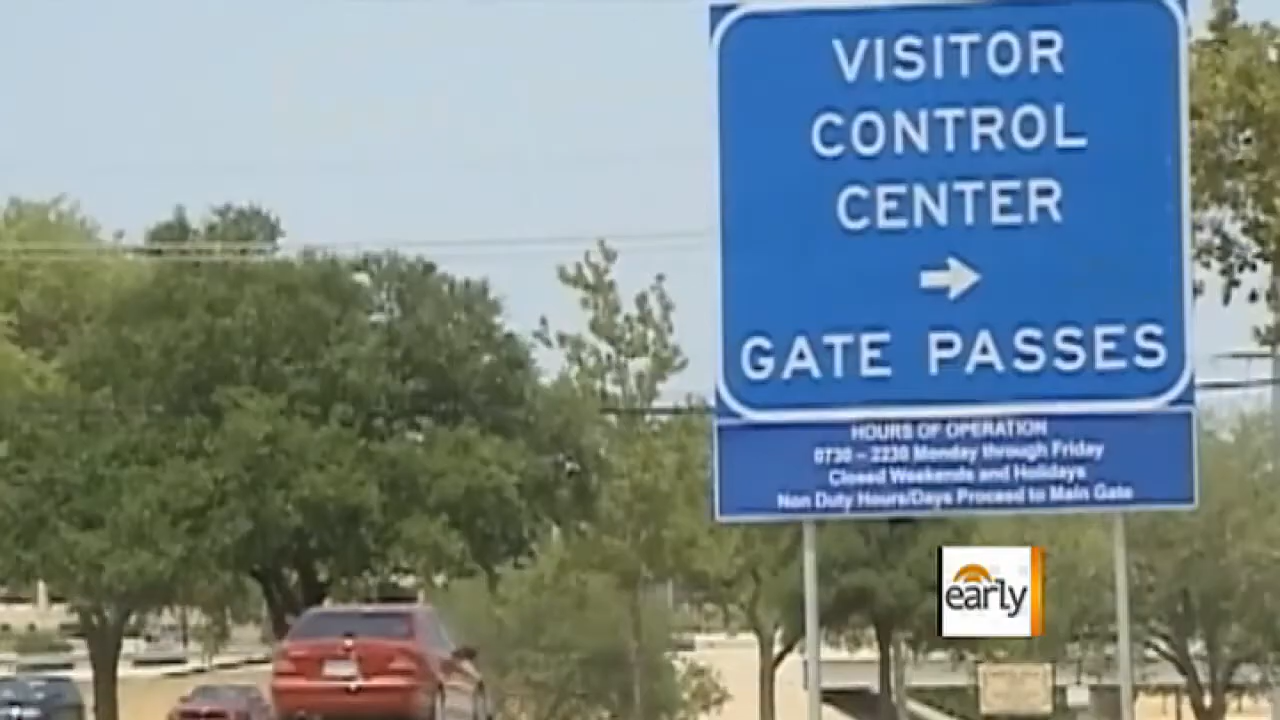 VISITOR
CONTROL
CENTER
GATE PASSES
HOURS OF OPERATION
0730 – 2230 Monday through Friday
Closed Weekends and Holidays
Non Duty Hours/Days Proceed to Main Gate
early